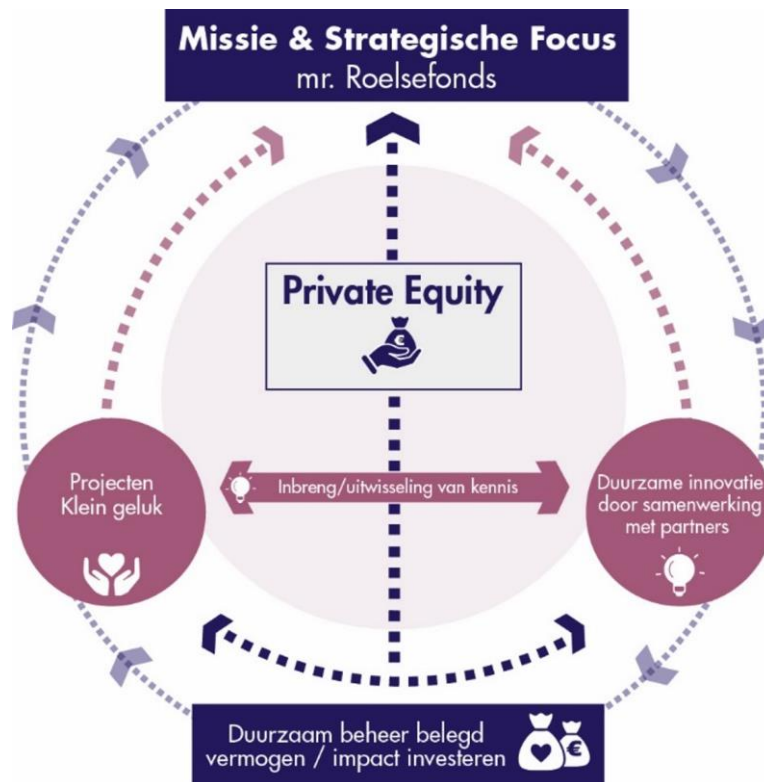 Missie & Strategische Focus
mr. Roelsefonds
Private Equity
€
Projecten
Klein geluk
Inbreng/uitwisseling van kennis
Duurzame innovatie
door samenwerking
met partners
Duurzaam beheer belegd
vermogen / impact investeren
€